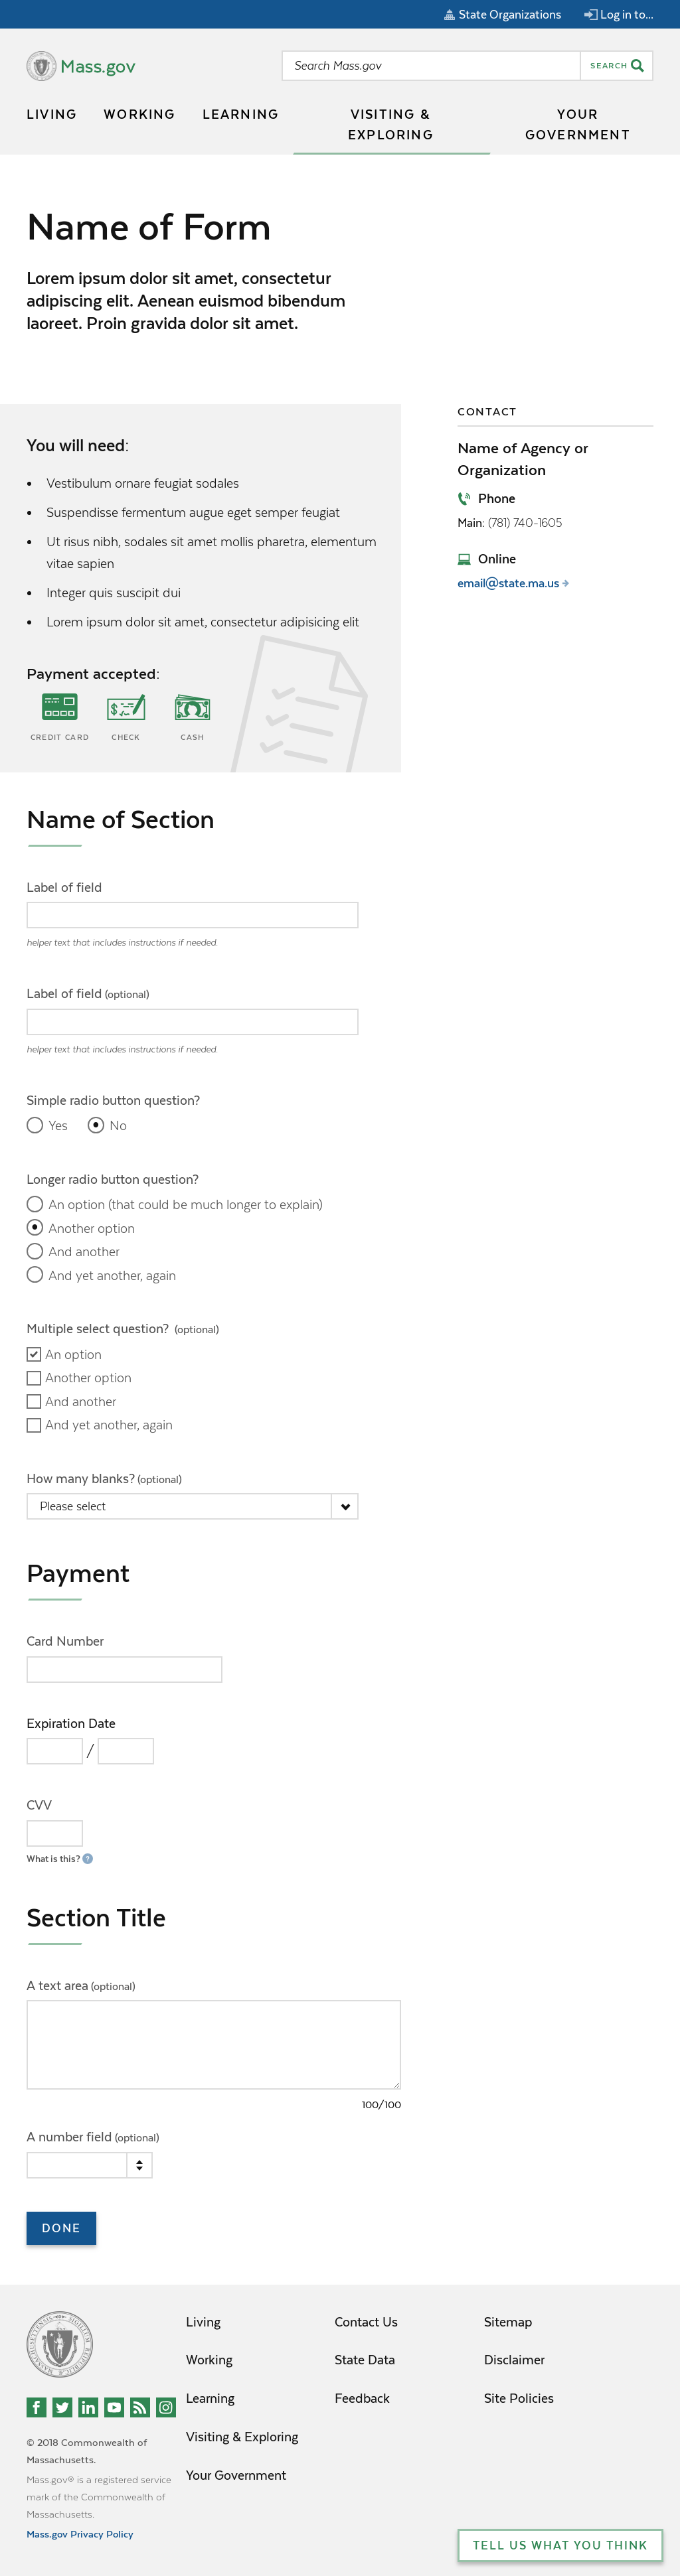 State Organizations
Log in to...
Mass.gov
Search Mass.gov
SEARCH
LIVING
WORKING
LEARNING
VISITING &
EXPLORING
YOUR
GOVERNMENT
Name of Form
Lorem ipsum dolor sit amet, consectetur
adipiscing elit. Aenean euismod bibendum
laoreet. Proin gravida dolor sit amet.
You will need:
• Vestibulum ornare feugiat sodales
• Suspendisse fermentum augue eget semper feugiat
• Ut risus nibh, sodales sit amet mollis pharetra, elementum
vitae sapien
• Integer quis suscipit dui
• Lorem ipsum dolor sit amet, consectetur adipisicing elit
Payment accepted:
CREDIT CARD
CHECK
CASH
CONTACT
Name of Agency or
Organization
Phone
Main: (781) 740-1605
Online
email@state.ma.us
Name of Section
Label of field
helper text that includes instructions if needed.
Label of field (optional)
helper text that includes instructions if needed.
Simple radio button question?
Yes
No
Longer radio button question?
An option (that could be much longer to explain)
Another option
And another
And yet another, again
Multiple select question? (optional)
An option
Another option
And another
And yet another, again
How many blanks? (optional)
Please select
Payment
Card Number
Expiration Date
/
CVV
What is this? ?
Section Title
A text area (optional)
100/100
A number field (optional)
DONE
Living
Working
Learning
Visiting & Exploring
Your Government
Contact Us
State Data
Feedback
Sitemap
Disclaimer
Site Policies
© 2018 Commonwealth of
Massachusetts.
Mass.gov® is a registered service
mark of the Commonwealth of
Massachusetts.
Mass.gov Privacy Policy
TELL US WHAT YOU THINK